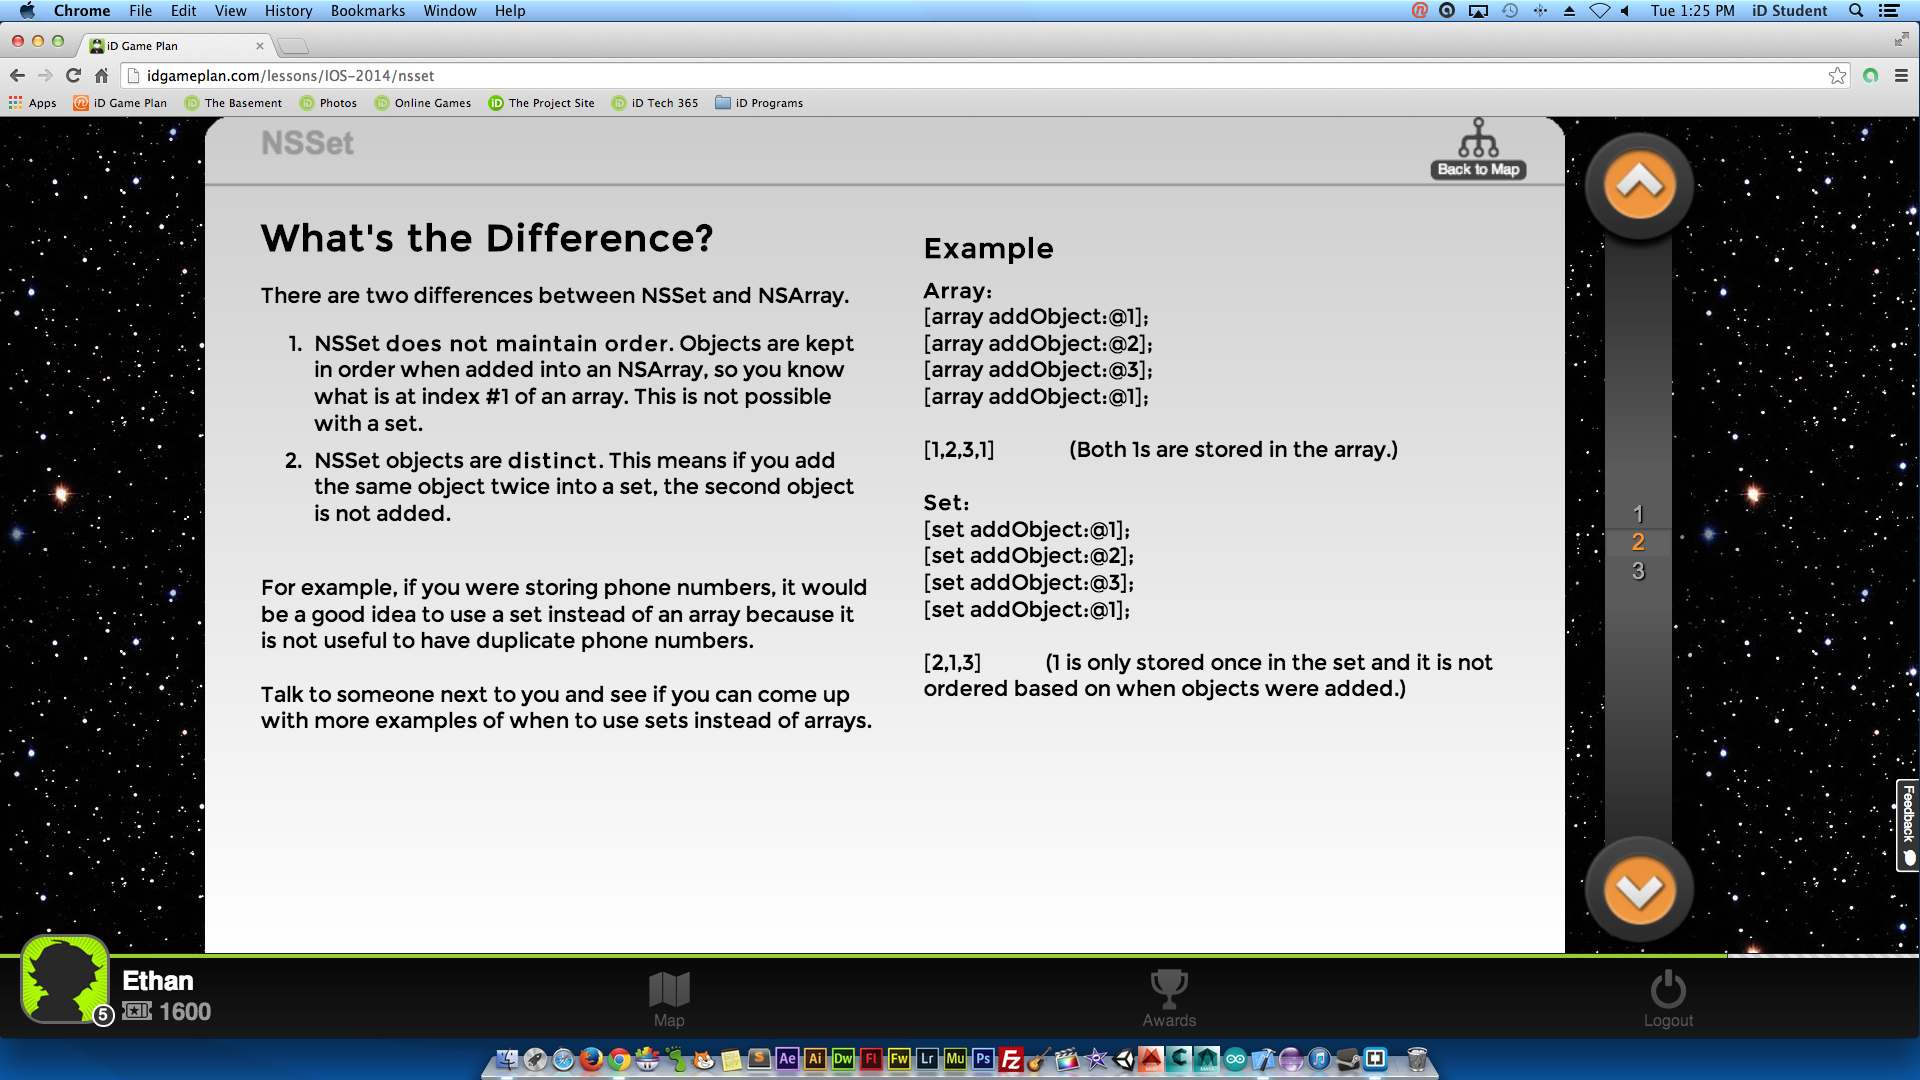 Chrome File Edit View History Bookmarks Window Help
Tue 1:25 PM iD Student
iD Game Plan
idgameplan.com/lessons/IOS-2014/nsset
Apps iD Game Plan The Basement Photos Online Games The Project Site iD Tech 365 iD Programs
NSSet
Back to Map
What's the Difference?
There are two differences between NSSet and NSArray.
1. NSSet does not maintain order. Objects are kept
in order when added into an NSArray, so you know
what is at index #1 of an array. This is not possible
with a set.
2. NSSet objects are distinct. This means if you add
the same object twice into a set, the second object
is not added.
For example, if you were storing phone numbers, it would
be a good idea to use a set instead of an array because it
is not useful to have duplicate phone numbers.
Talk to someone next to you and see if you can come up
with more examples of when to use sets instead of arrays.
Example
Array:
[array addObject:@1];
[array addObject:@2];
[array addObject:@3];
[array addObject:@1];
[1,2,3,1] (Both 1s are stored in the array.)
Set:
[set addObject:@1];
[set addObject:@2];
[set addObject:@3];
[set addObject:@1];
[2,1,3] (1 is only stored once in the set and it is not
ordered based on when objects were added.)
1
2
3
Feedback
Ethan
5 1600
Map
Awards
Logout
S Ae Ai Dw Fl Fw Lr Mu Ps Fz